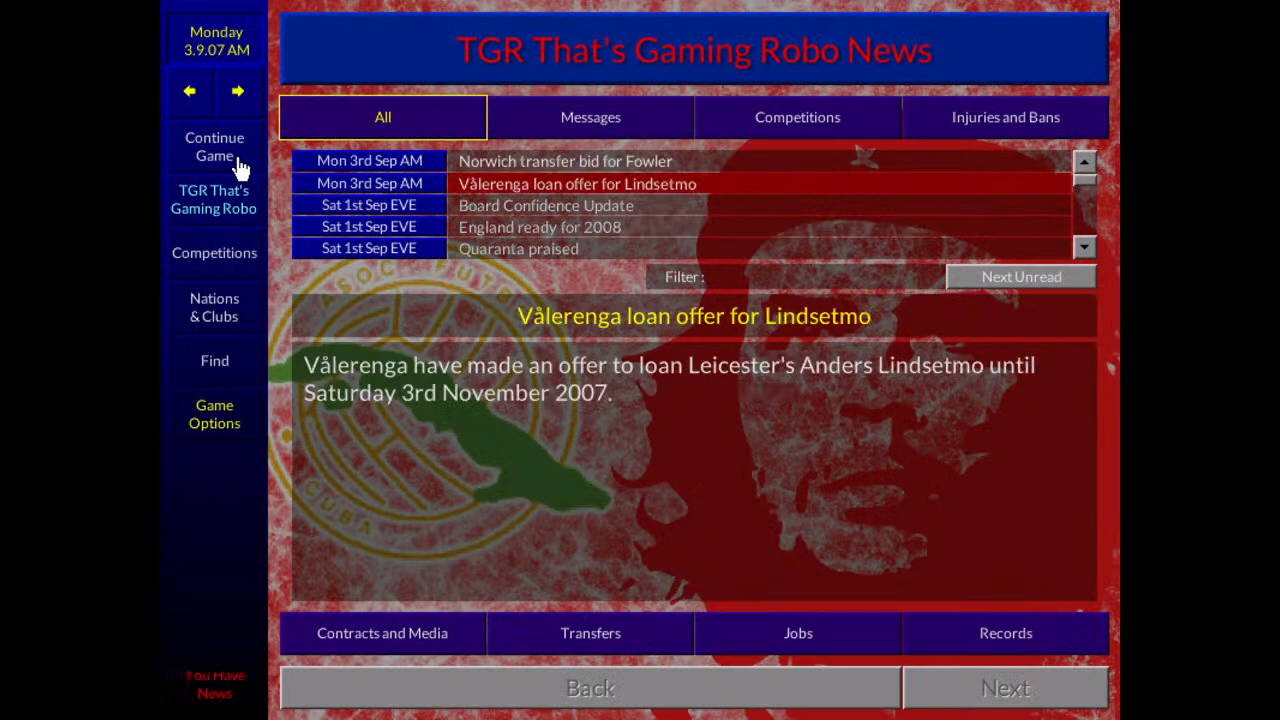 Monday
3.9.07 AM
Continue
Game
TGR That's
Gaming Robo
Competitions
Nations
& Clubs
Find
Game
Options
You Have
News
TGR That's Gaming Robo News
All Messages Competitions Injuries and Bans
Mon 3rd Sep AM Norwich transfer bid for Fowler
Mon 3rd Sep AM Vålerenga loan offer for Lindsetmo
Sat 1st Sep EVE Board Confidence Update
Sat 1st Sep EVE England ready for 2008
Sat 1st Sep EVE Quaranta praised
Filter : Next Unread
Vålerenga loan offer for Lindsetmo
Vålerenga have made an offer to loan Leicester's Anders Lindsetmo until
Saturday 3rd November 2007.
CUBA
Contracts and Media Transfers Jobs Records
Back Next